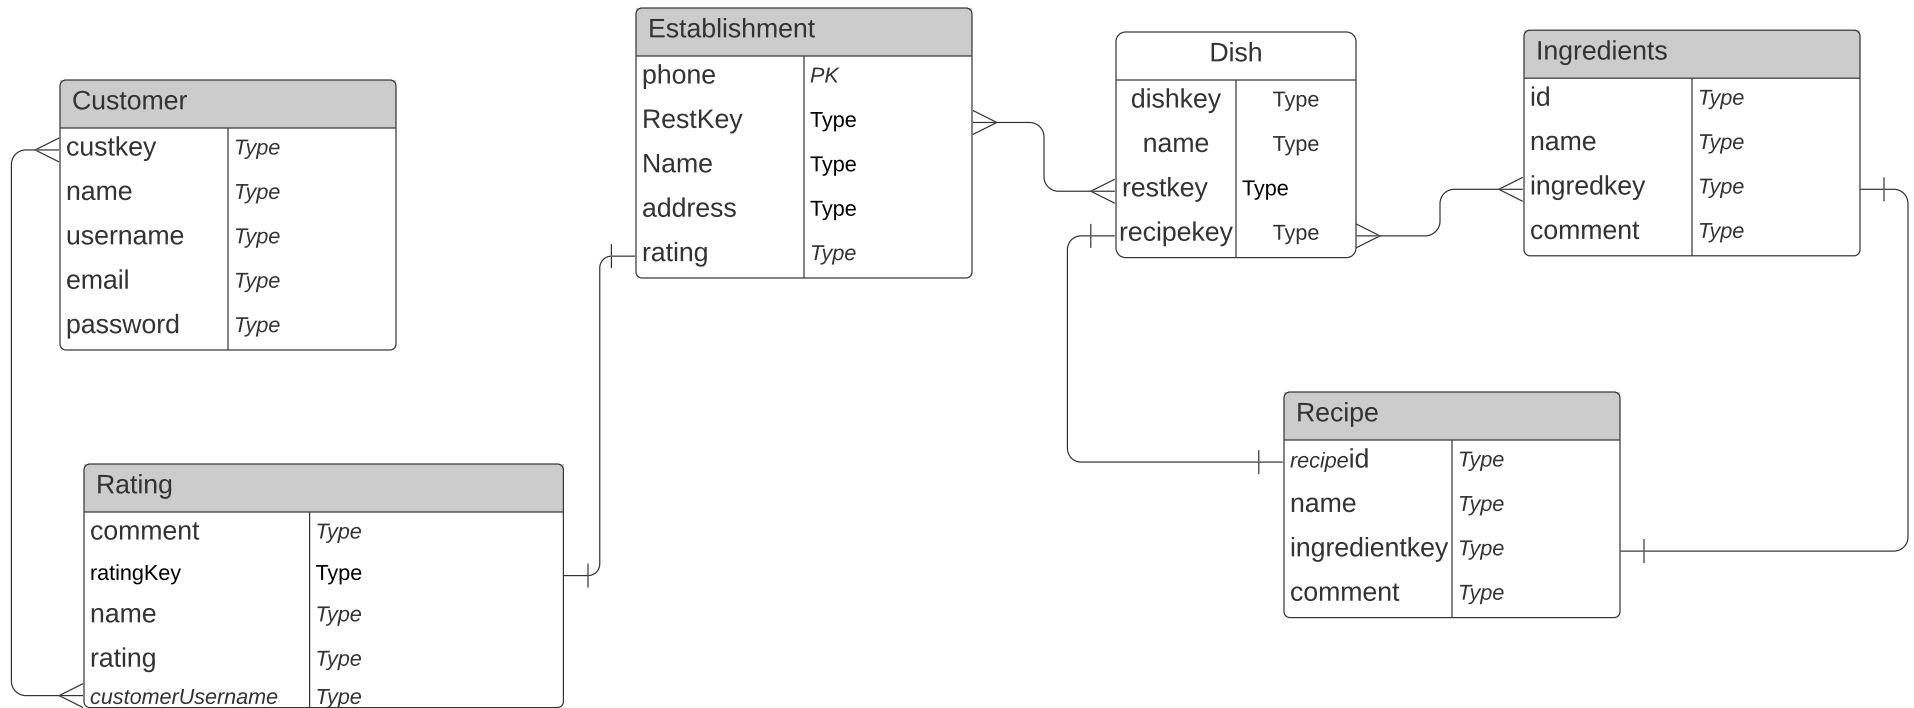 Customer
custkey Type
name Type
username Type
email Type
password Type
Establishment
phone PK
RestKey Type
Name Type
address Type
rating Type
Dish
dishkey Type
name Type
restkey Type
recipekey Type
Ingredients
id Type
name Type
ingredkey Type
comment Type
Rating
comment Type
ratingKey Type
name Type
rating Type
customerUsername Type
Recipe
recipeid Type
name Type
ingredientkey Type
comment Type